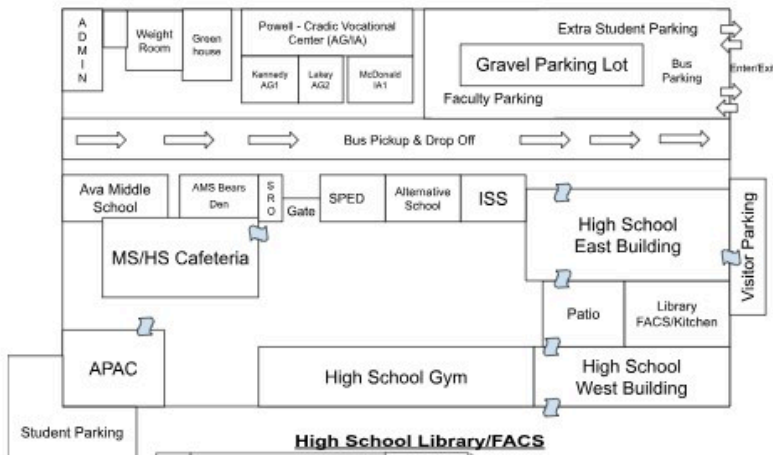 ADMIN
Weight
Room
Green
house
Powell - Cradic Vocational
Center (AG/IA)
Kennedy
AG1
Lakey
AG2
McDonald
IA1
Extra Student Parking
Gravel Parking Lot
Bus
Parking
Enter/Exit
Faculty Parking
Bus Pickup & Drop Off
Ava Middle
School
AMS Bears
Den
SRO
Gate
SPED
Alternative
School
ISS
High School
East Building
Visitor Parking
MS/HS Cafeteria
Patio
Library
FACS/Kitchen
APAC
High School Gym
High School
West Building
Student Parking
High School Library/FACS